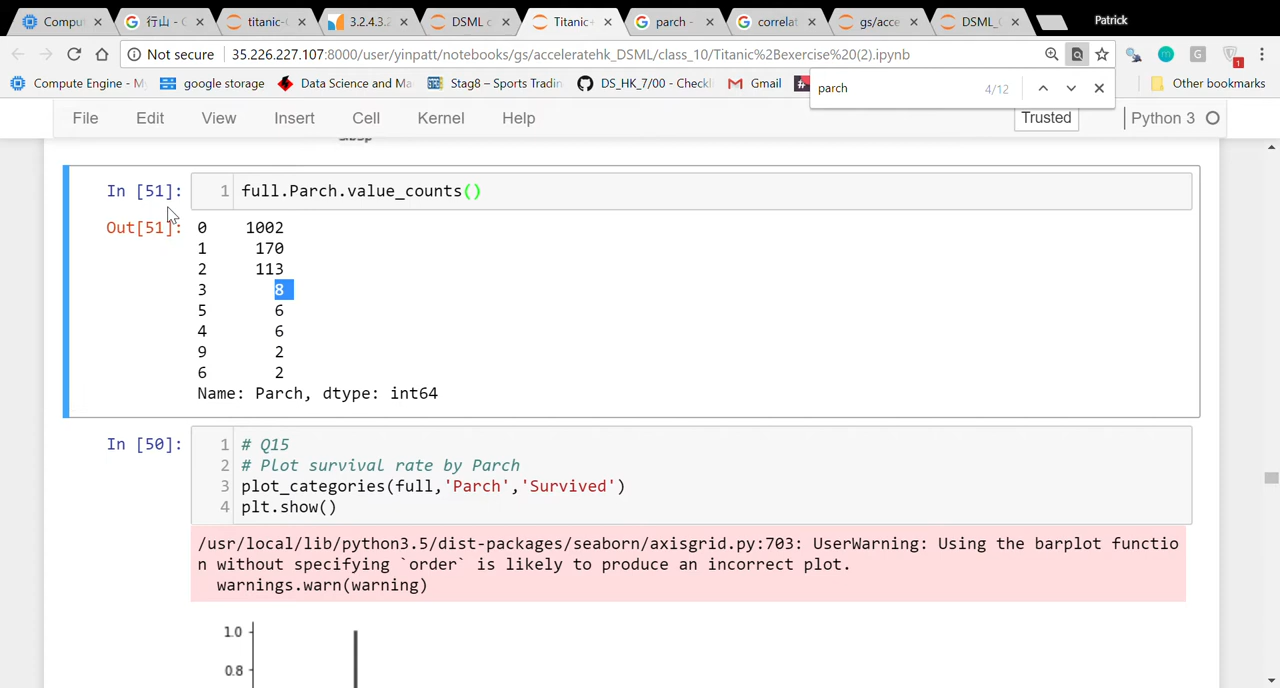 Compu
行山 - G
titanic-
3.2.4.3.2
DSML c
Titanic+
parch -
correlat
gs/acce
DSML_
Patrick
Not secure 35.226.227.107:8000/user/yinpatt/notebooks/gs/acceleratehk_DSML/class_10/Titanic%2Bexercise%20(2).ipynb
Compute Engine - M
google storage
Data Science and Ma
Stag8 – Sports Tradin
DS_HK_7/00 - Checkl
Gmail
Other bookmarks
parch 4/12
File Edit View Insert Cell Kernel Help
Trusted Python 3
In [51]: 1 full.Parch.value_counts()
Out[51]: 0 1002
1 170
2 113
3 8
5 6
4 6
9 2
6 2
Name: Parch, dtype: int64
In [50]: 1 # Q15
2 # Plot survival rate by Parch
3 plot_categories(full,'Parch','Survived')
4 plt.show()
/usr/local/lib/python3.5/dist-packages/seaborn/axisgrid.py:703: UserWarning: Using the barplot functio
n without specifying `order` is likely to produce an incorrect plot.
warnings.warn(warning)
1.0
0.8